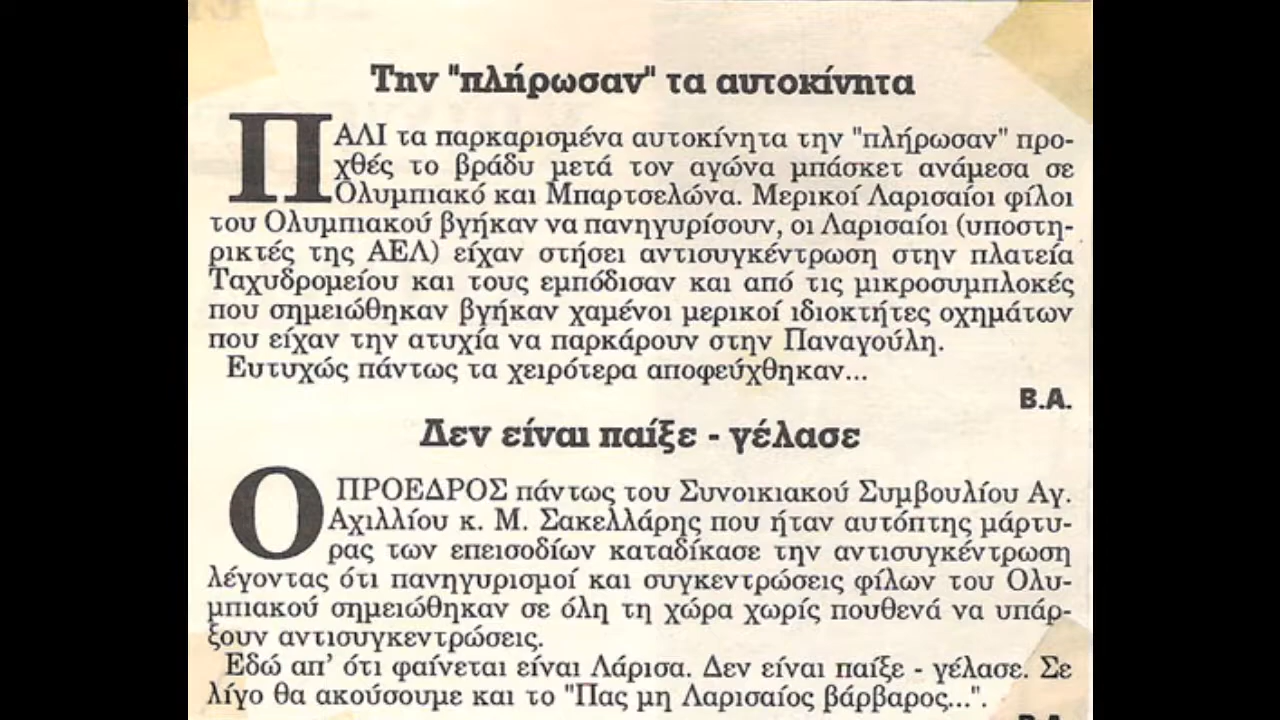 Την "πλήρωσαν" τα αυτοκίνητα
ΠΑΛΙ τα παρκαρισμένα αυτοκίνητα την "πλήρωσαν" προ-
χθές το βράδυ μετά τον αγώνα μπάσκετ ανάμεσα σε
Ολυμπιακό και Μπαρτσελώνα. Μερικοί Λαρισαίοι φίλοι
του Ολυμπιακού βγήκαν να πανηγυρίσουν, οι Λαρισαίοι (υποστη-
ρικτές της ΑΕΛ) είχαν στήσει αντισυγκέντρωση στην πλατεία
Ταχυδρομείου και τους εμπόδισαν και από τις μικροσυμπλοκές
που σημειώθηκαν βγήκαν χαμένοι μερικοί ιδιοκτήτες οχημάτων
που είχαν την ατυχία να παρκάρουν στην Παναγούλη.
Ευτυχώς πάντως τα χειρότερα αποφεύχθηκαν...
Β.Α.
Δεν είναι παίξε - γέλασε
Ο ΠΡΟΕΔΡΟΣ πάντως του Συνοικιακού Συμβουλίου Αγ.
Αχιλλίου κ. Μ. Σακελλάρης που ήταν αυτόπτης μάρτυ-
ρας των επεισοδίων καταδίκασε την αντισυγκέντρωση
λέγοντας ότι πανηγυρισμοί και συγκεντρώσεις φίλων του Ολυ-
μπιακού σημειώθηκαν σε όλη τη χώρα χωρίς πουθενά να υπάρ-
ξουν αντισυγκεντρώσεις.
Εδώ απ' ότι φαίνεται είναι Λάρισα. Δεν είναι παίξε - γέλασε. Σε
λίγο θα ακούσουμε και το "Πας μη Λαρισαίος βάρβαρος...".